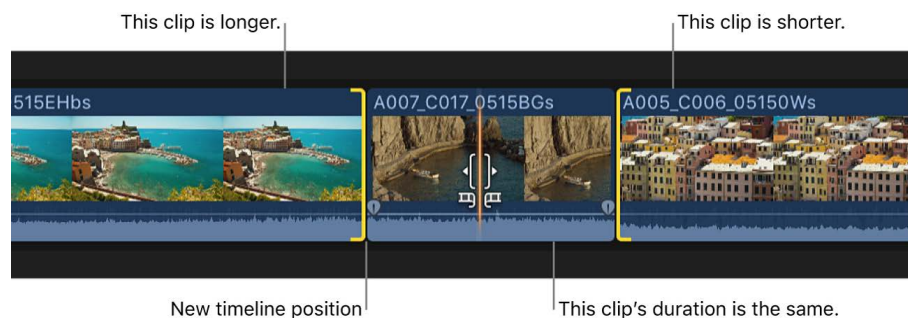 This clip is longer.
This clip is shorter.
515EHbs
A007_C017_0515BGs
A005_C006_05150Ws
New timeline position
This clip’s duration is the same.